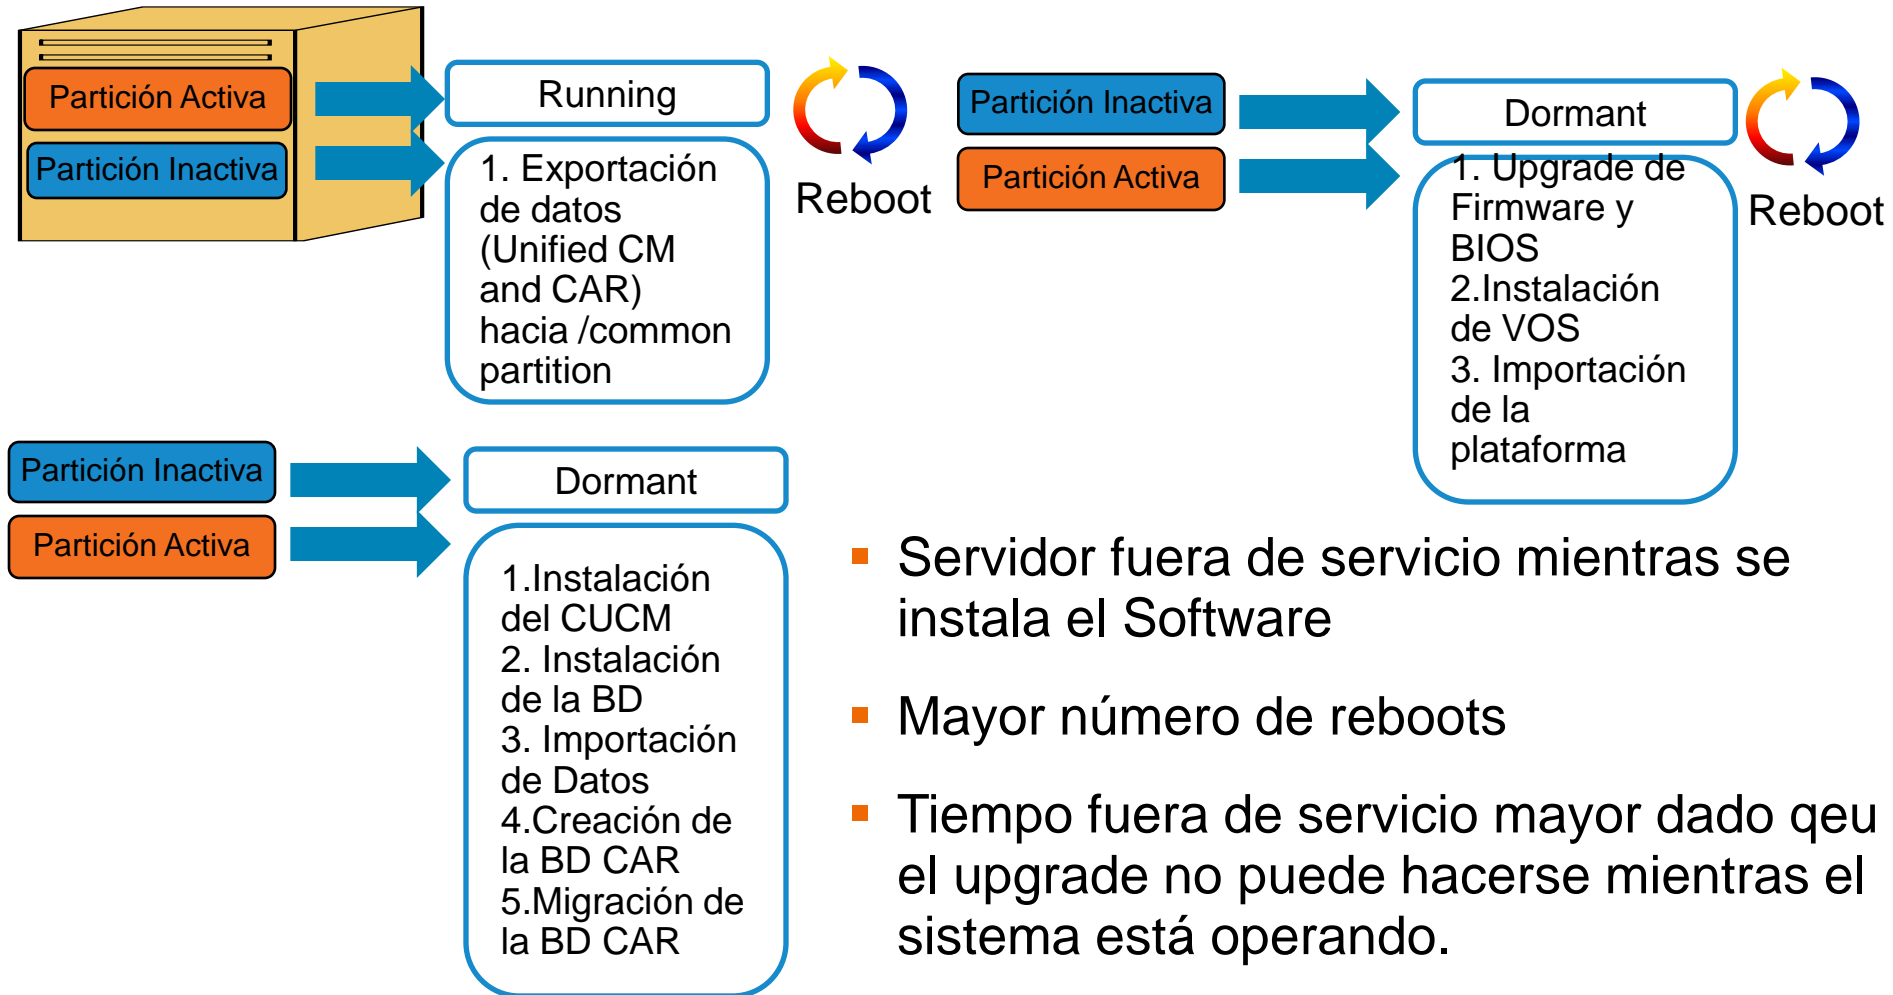 Partición Activa
Partición Inactiva
Running
1. Exportación
de datos
(Unified CM
and CAR)
hacia /common
partition
Reboot
Partición Inactiva
Partición Activa
Dormant
1. Upgrade de
Firmware y
BIOS
2.Instalación
de VOS
3. Importación
de la
plataforma
Reboot
Partición Inactiva
Partición Activa
Dormant
1.Instalación
del CUCM
2. Instalación
de la BD
3. Importación
de Datos
4.Creación de
la BD CAR
5.Migración de
la BD CAR
Servidor fuera de servicio mientras se
instala el Software
Mayor número de reboots
Tiempo fuera de servicio mayor dado qeu
el upgrade no puede hacerse mientras el
sistema está operando.